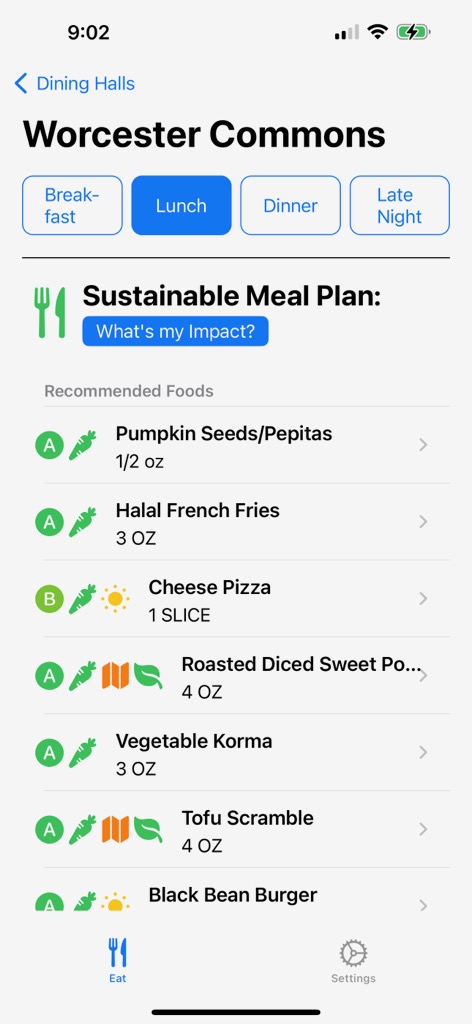 9:02
Dining Halls
Worcester Commons
Break-
fast
Lunch
Dinner
Late
Night
Sustainable Meal Plan:
What's my Impact?
Recommended Foods
A
Pumpkin Seeds/Pepitas
1/2 oz
A
Halal French Fries
3 OZ
B
Cheese Pizza
1 SLICE
A
Roasted Diced Sweet Po...
4 OZ
A
Vegetable Korma
3 OZ
A
Tofu Scramble
4 OZ
A
Black Bean Burger
Eat
Settings